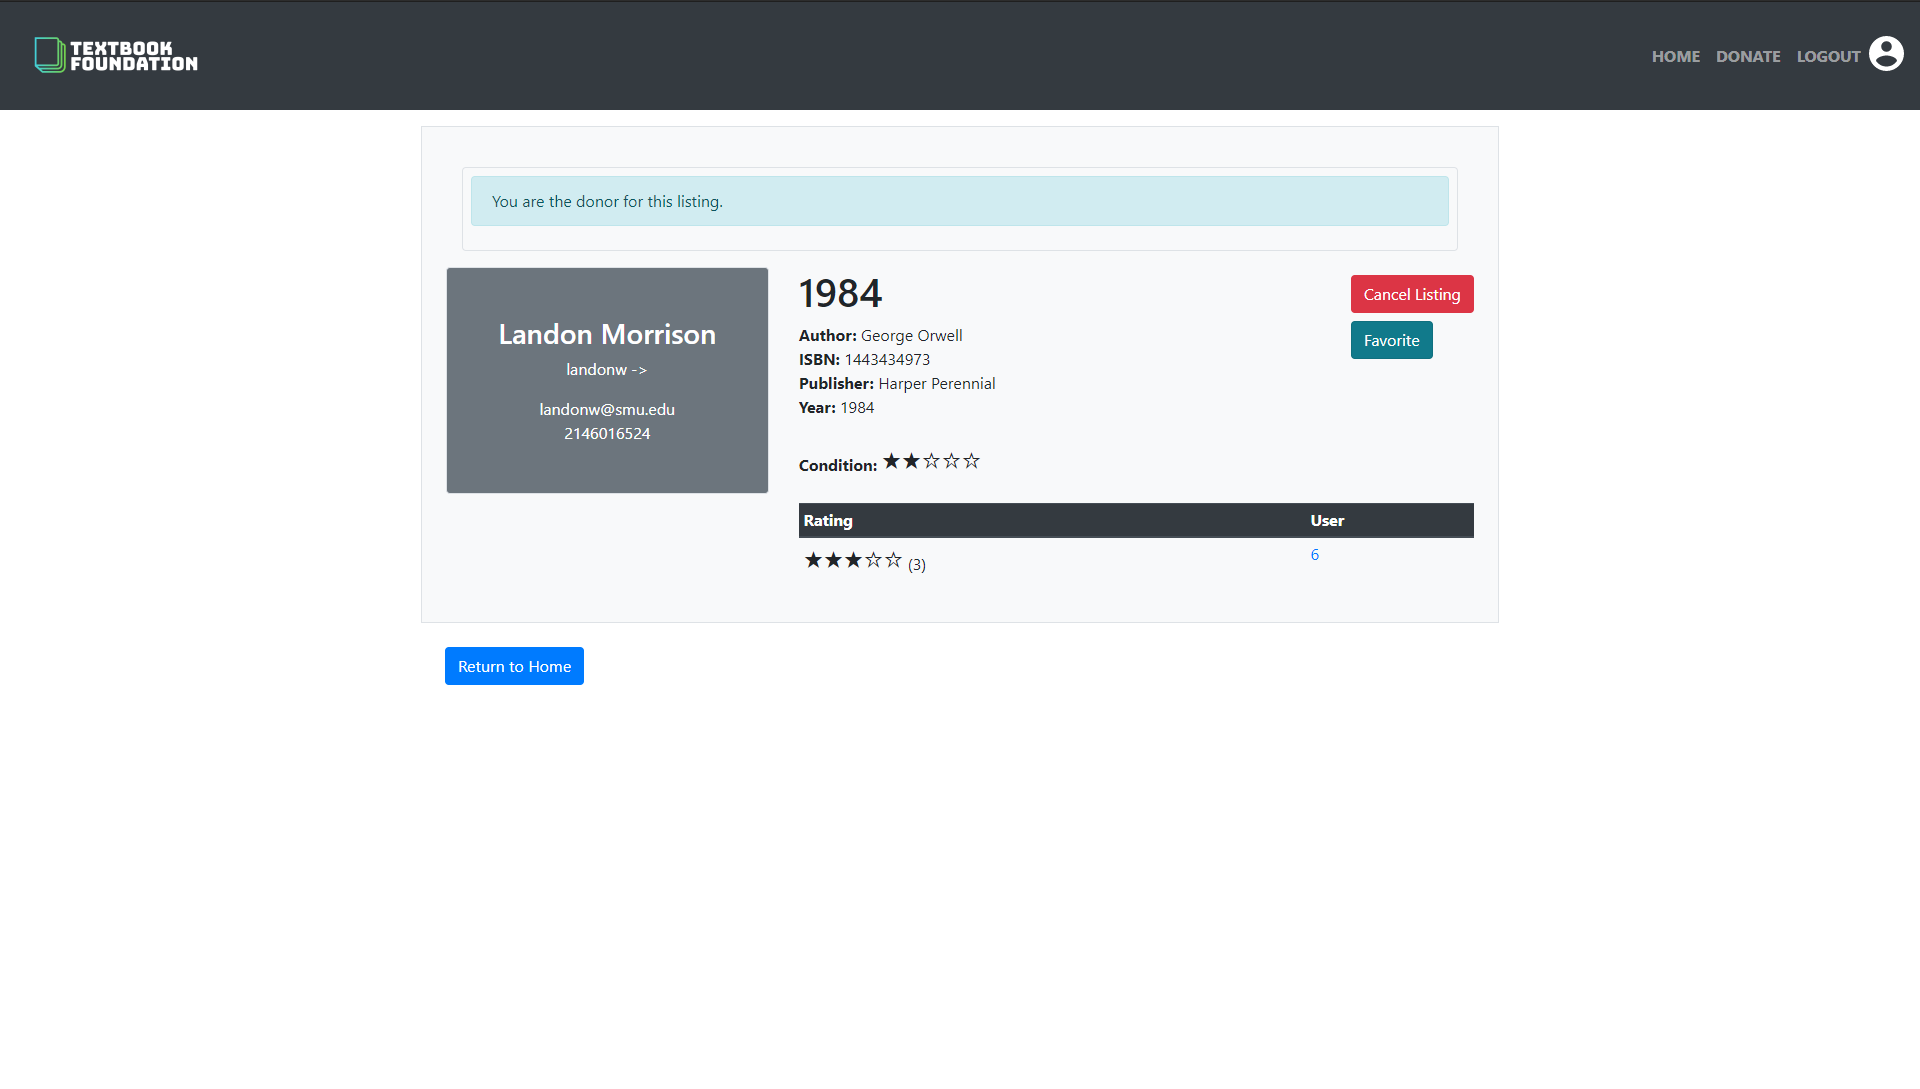 TEXTBOOK
FOUNDATION
HOME DONATE LOGOUT
You are the donor for this listing.
Landon Morrison
landonw ->
landonw@smu.edu
2146016524
1984
Author: George Orwell
ISBN: 1443434973
Publisher: Harper Perennial
Year: 1984
Condition: ★★☆☆☆
Cancel Listing
Favorite
Rating User
★★★☆☆ (3) 6
Return to Home